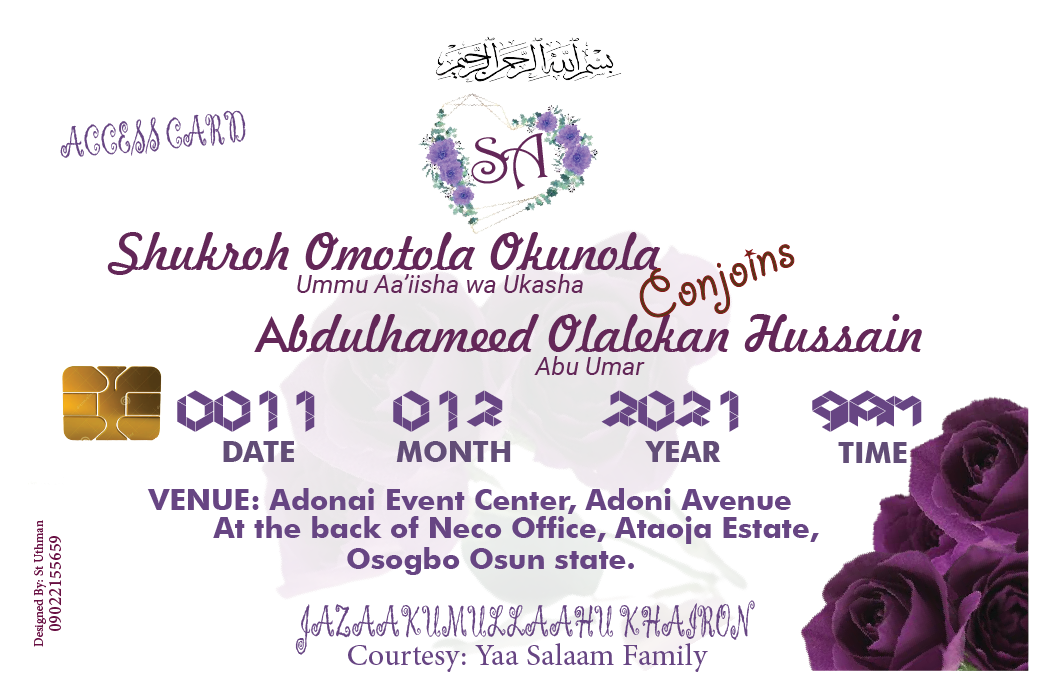 بسم الله الرحمن الرحيم
ACCESS CARD
SA
Shukroh Omotola Okunola
Ummu Aa'iisha wa Ukasha
Conjoins
Abdulhameed Olalekan Hussain
Abu Umar
0011 012 2021 9AM
DATE MONTH YEAR TIME
VENUE: Adonai Event Center, Adoni Avenue
At the back of Neco Office, Ataoja Estate,
Osogbo Osun state.
JAZAAKUMULLAAHU KHAIRON
Courtesy: Yaa Salaam Family
Designed By: St Uthman
09022155659